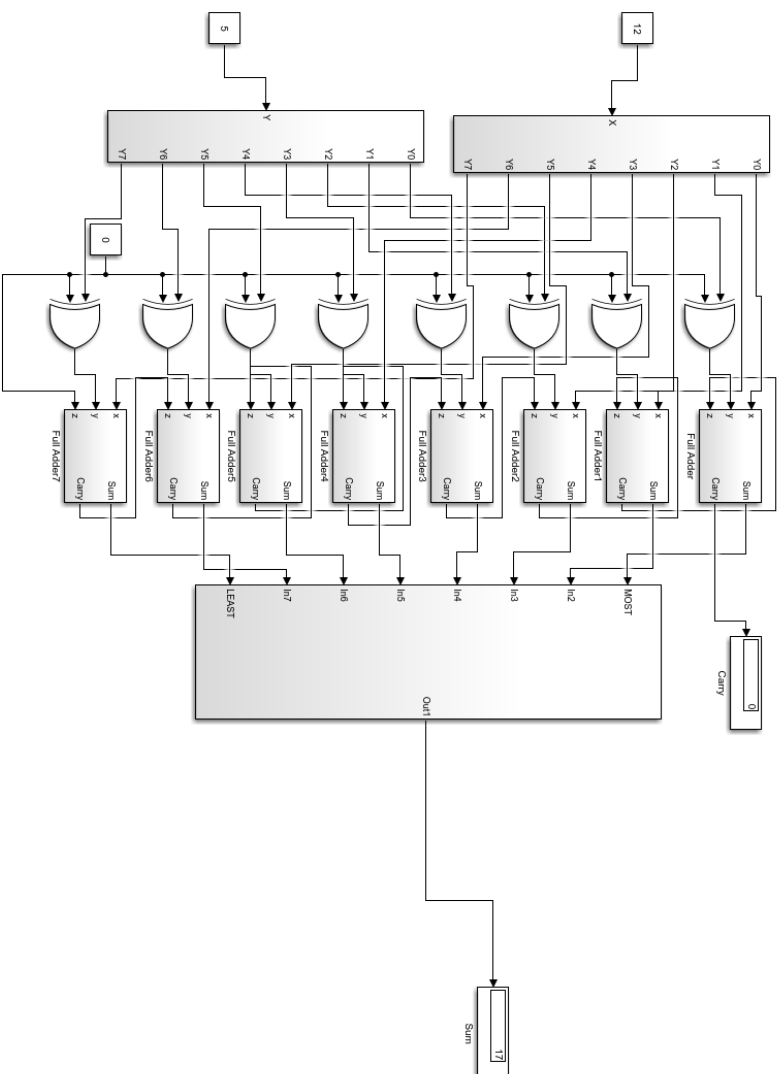 5
12
Y
X
Y7 Y6 Y5 Y4 Y3 Y2 Y1 Y0
Y7 Y6 Y5 Y4 Y3 Y2 Y1 Y0
0
z y x
z y x
z y x
z y x
z y x
z y x
z y x
z y x
Carry Sum
Carry Sum
Carry Sum
Carry Sum
Carry Sum
Carry Sum
Carry Sum
Carry Sum
Full Adder7
Full Adder6
Full Adder5
Full Adder4
Full Adder3
Full Adder2
Full Adder1
Full Adder
LEAST In7 In6 In5 In4 In3 In2 MOST
Out1
0
Carry
17
Sum